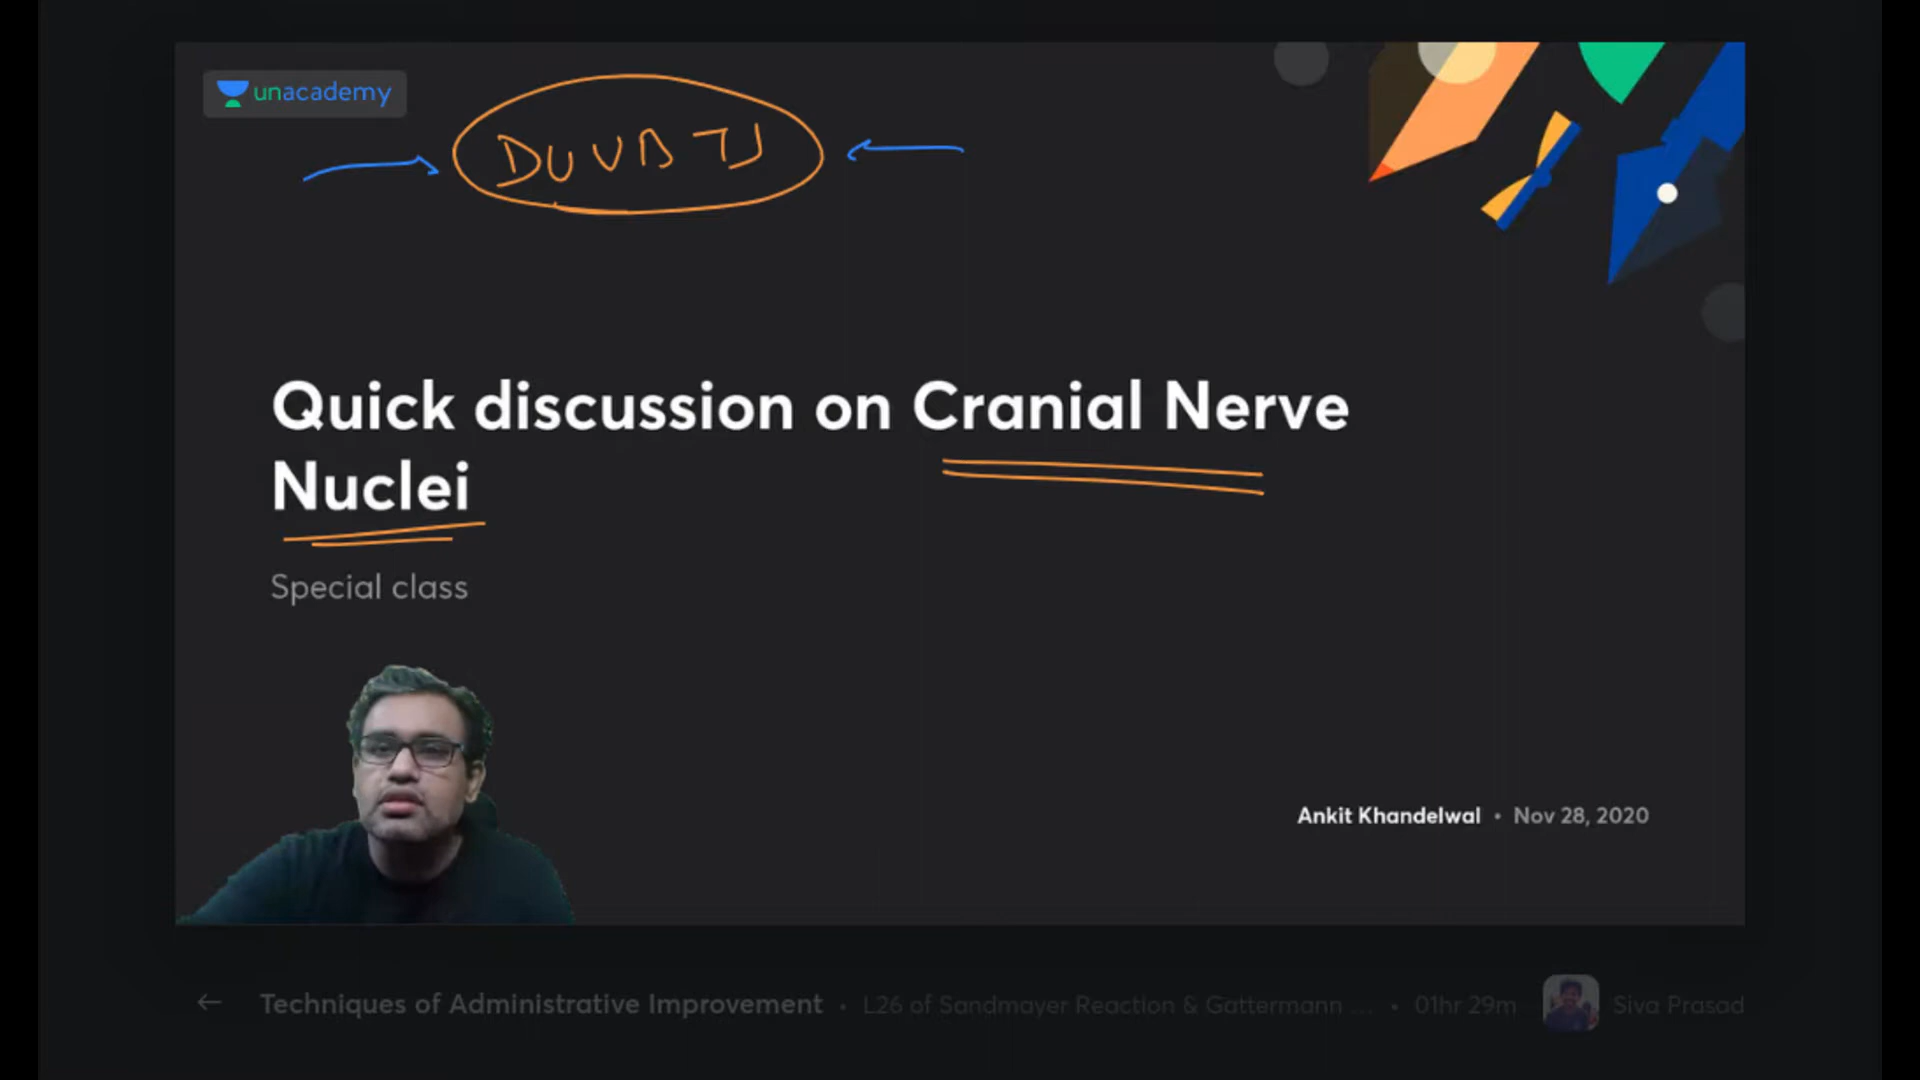 unacademy
DUUBTS
Quick discussion on Cranial Nerve
Nuclei
Special class
Ankit Khandelwal • Nov 28, 2020
← Techniques of Administrative Improvement • L26 of Sandmayer Reaction & Gattermann ... • 01hr 29m Siva Prasad